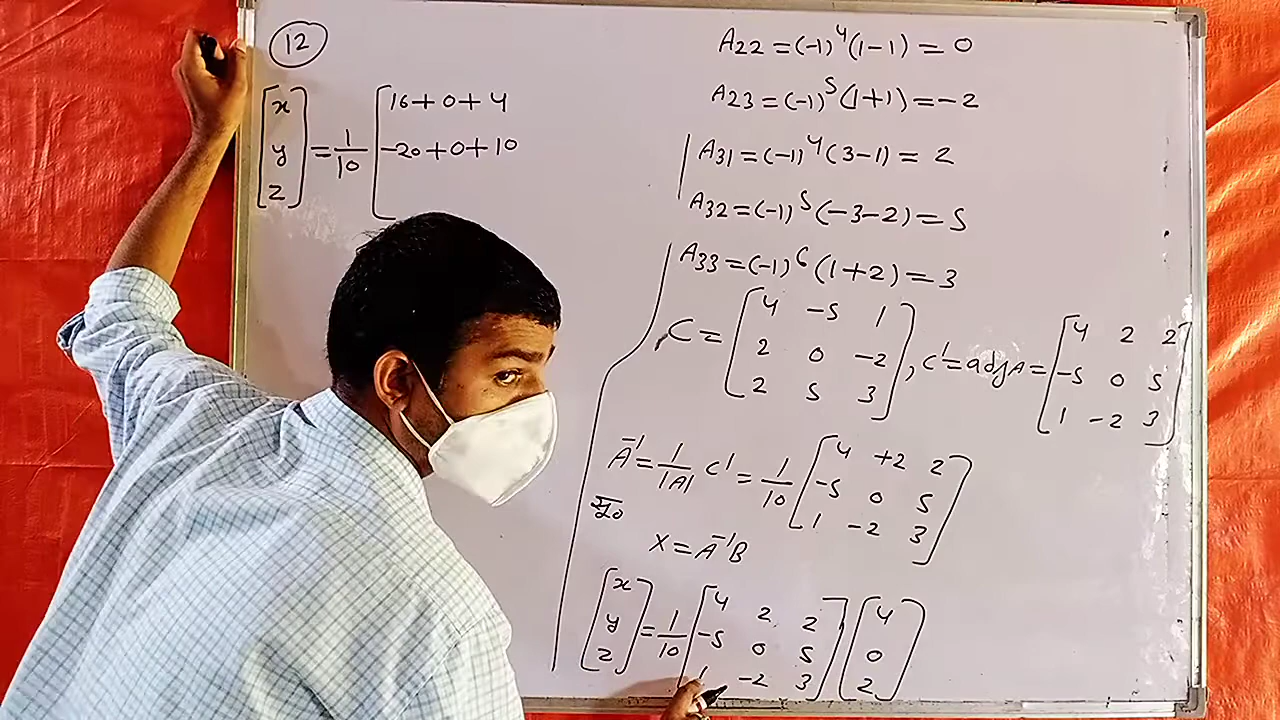 12
[x y z] = 1/10 [16+0+4
-20+0+10
A22 = (-1)^4 (1-1) = 0
A23 = (-1)^5 (1+1) = -2
A31 = (-1)^4 (3-1) = 2
A32 = (-1)^5 (-3-2) = 5
A33 = (-1)^6 (1+2) = 3
C = [4 -5 1
2 0 -2
2 5 3], C' = adjA = [4 2 2
-5 0 5
1 -2 3]
A^-1 = 1/|A| C' = 1/10 [4 +2 2
-5 0 5
1 -2 3]
X = A^-1 B
[x y z] = 1/10 [4 2 2
-5 0 5
1 -2 3] [4 0 2]